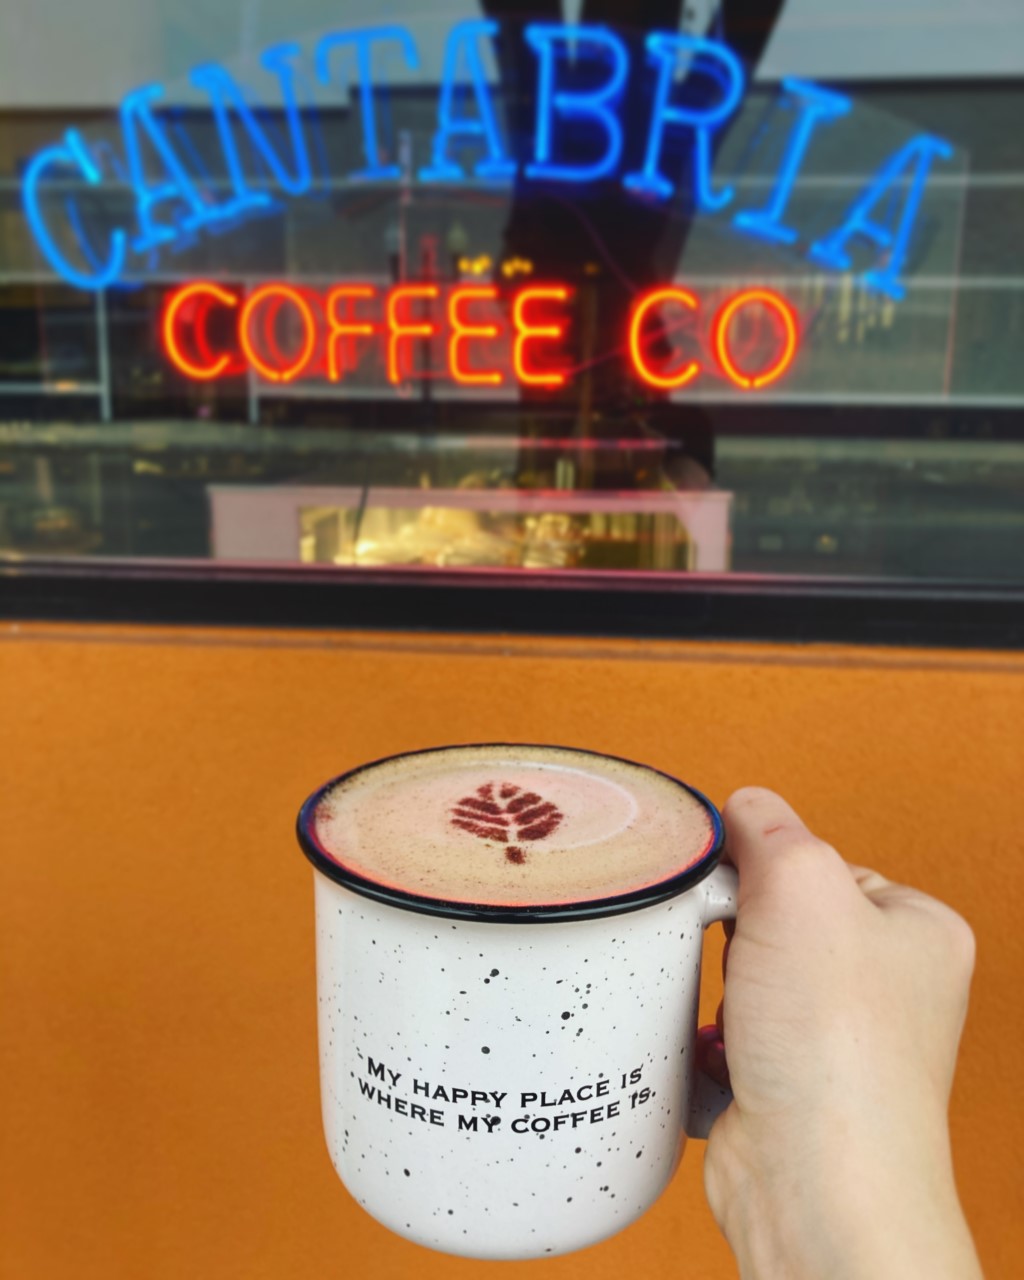 CANTABRIA
COFFEE CO
MY HAPPY PLACE IS
WHERE MY COFFEE IS.